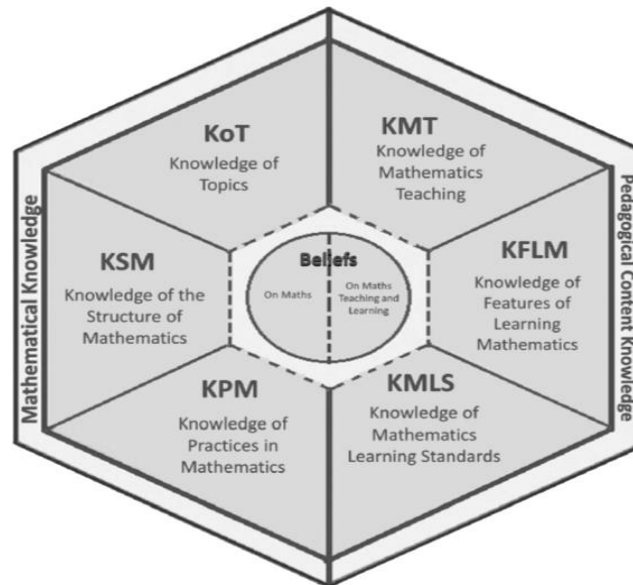 KoT
Knowledge of
Topics
KMT
Knowledge of
Mathematics
Teaching
Mathematical Knowledge
KSM
Knowledge of the
Structure of
Mathematics
Beliefs
On Maths
On Maths
Teaching and
Learning
KFLM
Knowledge of
Features of
Learning
Mathematics
Pedagogical Content Knowledge
KPM
Knowledge of
Practices in
Mathematics
KMLS
Knowledge of
Mathematics
Learning Standards